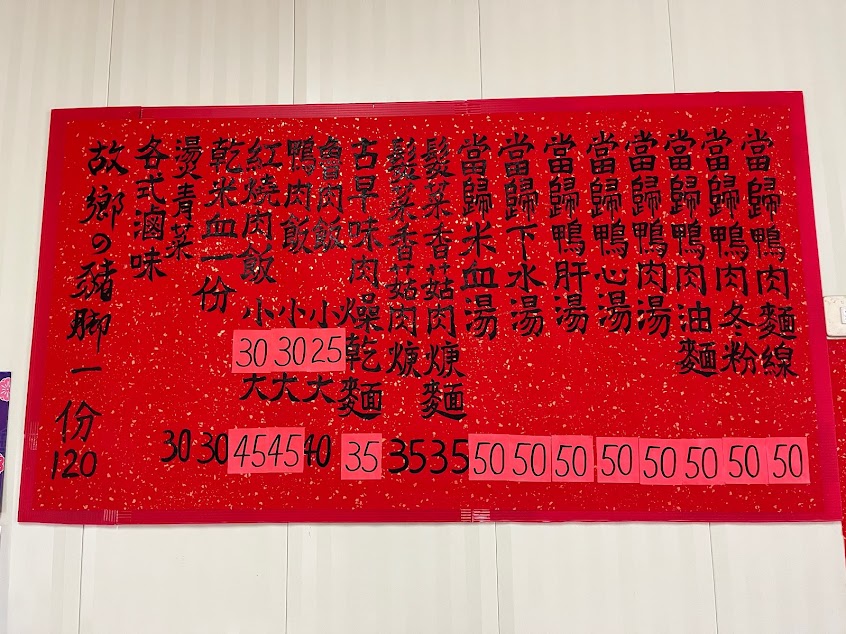 當歸鴨肉麵線 50
當歸鴨肉冬粉 50
當歸鴨肉油麵 50
當歸鴨肉湯 50
當歸鴨心湯 50
當歸鴨肝湯 50
當歸下水湯 50
當歸米血湯 50
髮菜香菇肉焿麵 35
髮菜香菇肉焿 35
古早味肉燥乾麵 35
魯肉飯 小 25 大 40
鴨肉飯 小 30 大 45
紅燒肉飯 小 30 大 45
乾米血一份 30
燙青菜 30
各式滷味
故鄉の豬脚一份 120